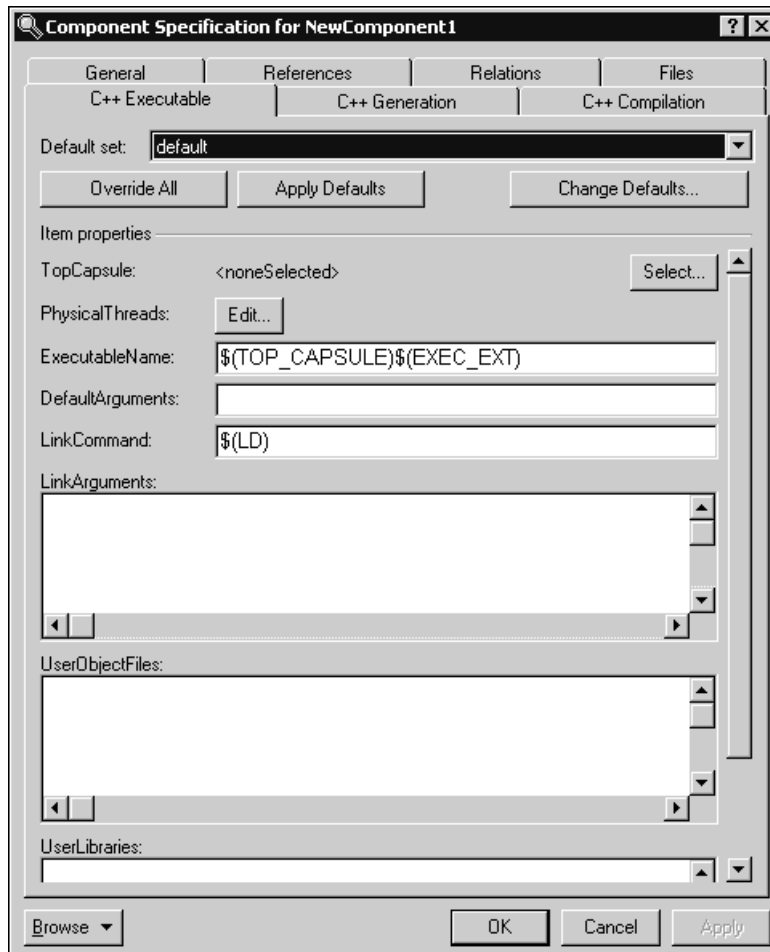 Component Specification for NewComponent1
General References Relations Files
C++ Executable C++ Generation C++ Compilation
Default set: default
Override All Apply Defaults Change Defaults...
Item properties
TopCapsule: <noneSelected> Select...
PhysicalThreads: Edit...
ExecutableName: $(TOP_CAPSULE)$(EXEC_EXT)
DefaultArguments:
LinkCommand: $(LD)
LinkArguments:
UserObjectFiles:
UserLibraries:
Browse OK Cancel Apply